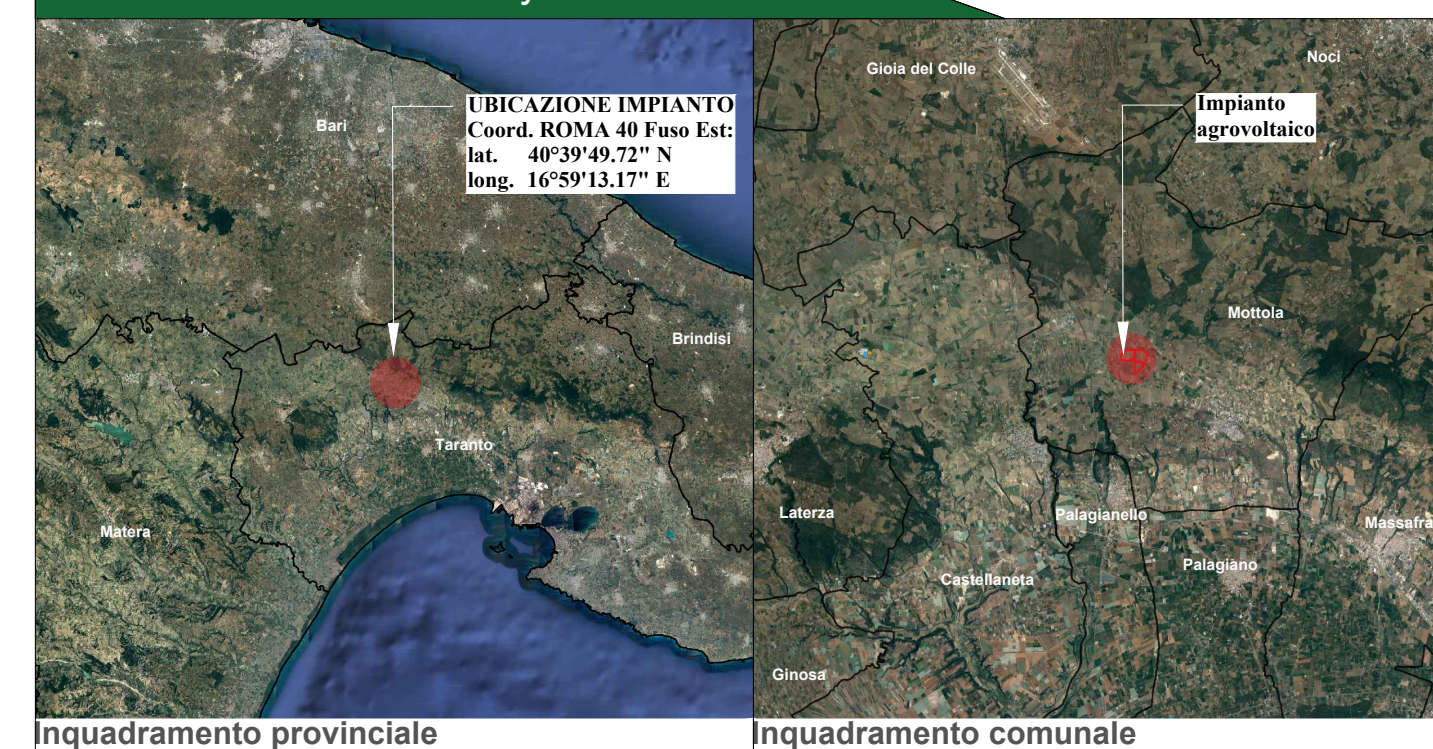 Bari
UBICAZIONE IMPIANTO
Coord. ROMA 40 Fuso Est:
lat. 40°39'49.72" N
long. 16°59'13.17" E
Brindisi
Taranto
Matera
Inquadramento provinciale
Gioia del Colle
Noci
Impianto
agrovoltaico
Mottola
Laterza
Palagianello
Massafra
Castellaneta
Palagiano
Ginosa
Inquadramento comunale